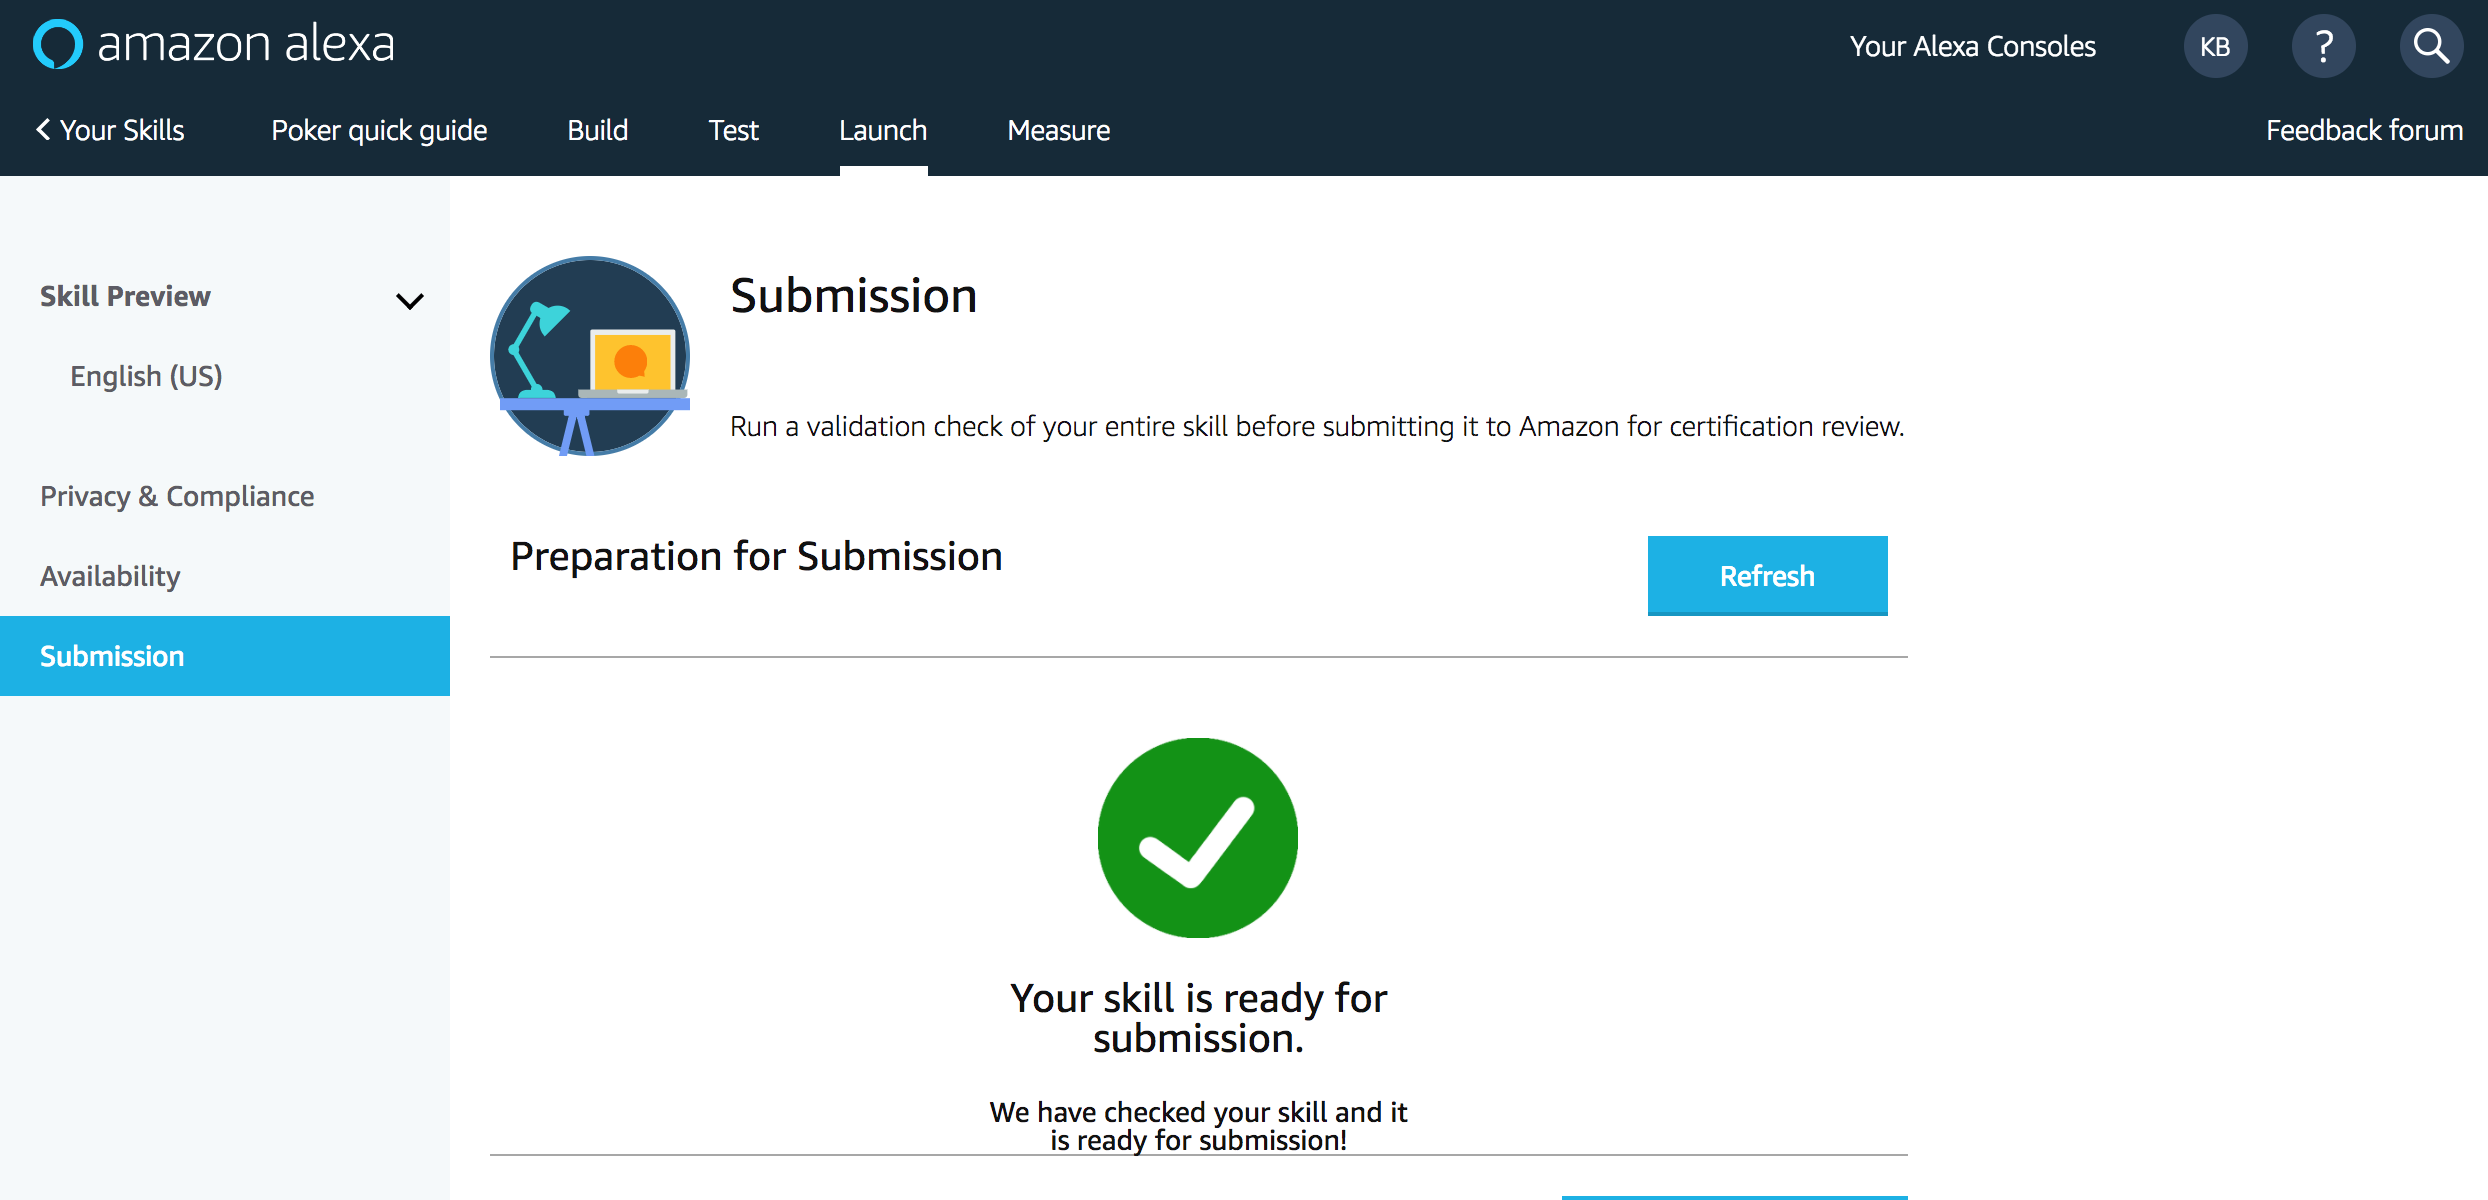 amazon alexa
Your Alexa Consoles
KB
?
Your Skills
Poker quick guide
Build
Test
Launch
Measure
Feedback forum
Skill Preview
English (US)
Privacy & Compliance
Availability
Submission
Submission
Run a validation check of your entire skill before submitting it to Amazon for certification review.
Preparation for Submission
Refresh
Your skill is ready for
submission.
We have checked your skill and it
is ready for submission!